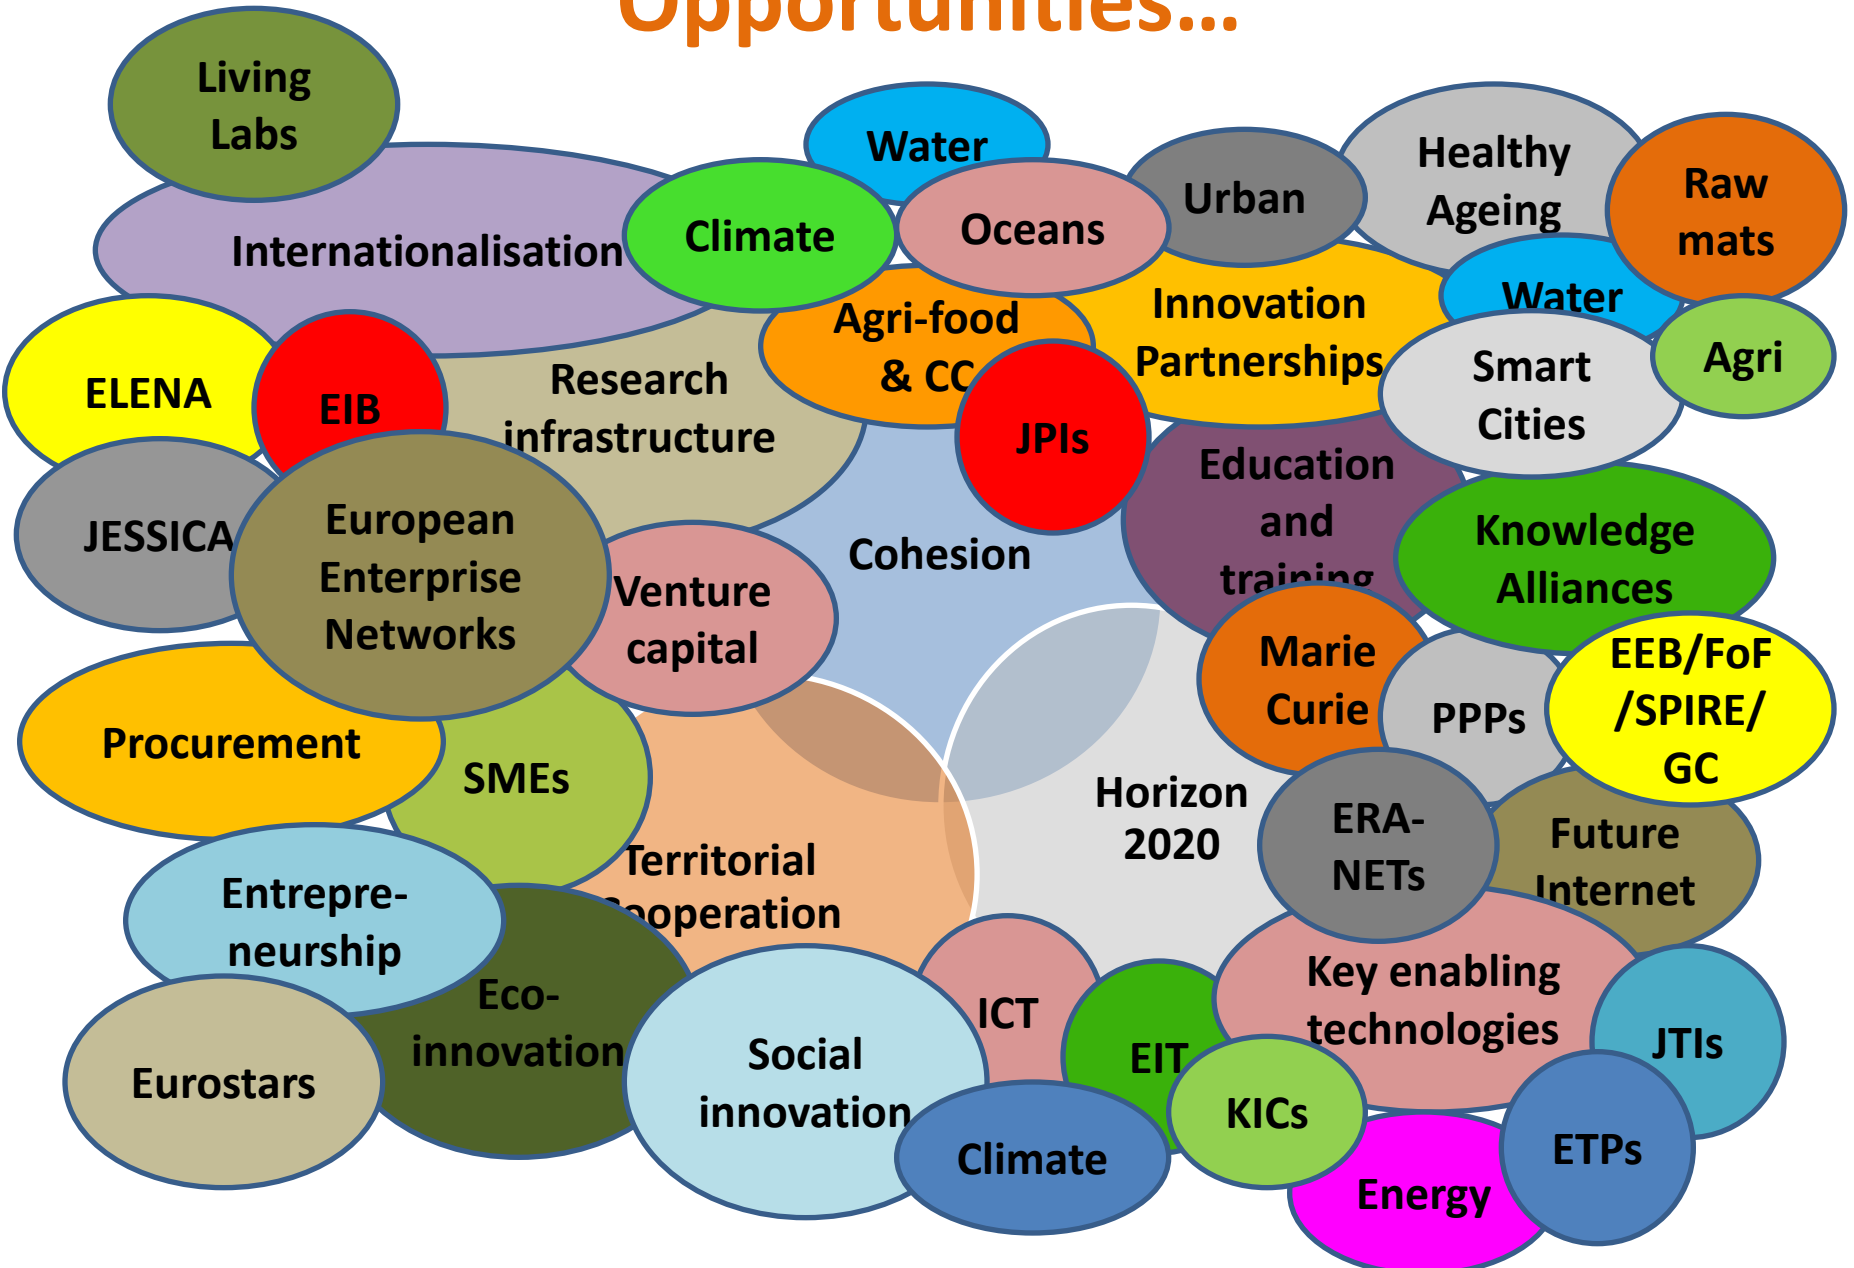 Opportunities...
Living
Labs
Water
Healthy
Ageing
Raw
mats
Urban
Climate
Oceans
Internationalisation
Agri-food
& CC
Innovation
Partnerships
Water
Smart
Cities
Agri
ELENA
EIB
Research
infrastructure
JPIs
Education
and
training
Knowledge
Alliances
JESSICA
European
Enterprise
Networks
Venture
capital
Cohesion
Marie
Curie
PPPs
EEB/FoF
/SPIRE/
GC
Procurement
SMEs
Horizon
2020
ERA-
NETs
Future
Internet
Territorial
Cooperation
Entrepre-
neurship
Eco-
innovation
Eurostars
Social
innovation
ICT
EIT
KICs
Key enabling
technologies
JTIs
Climate
Energy
ETPs